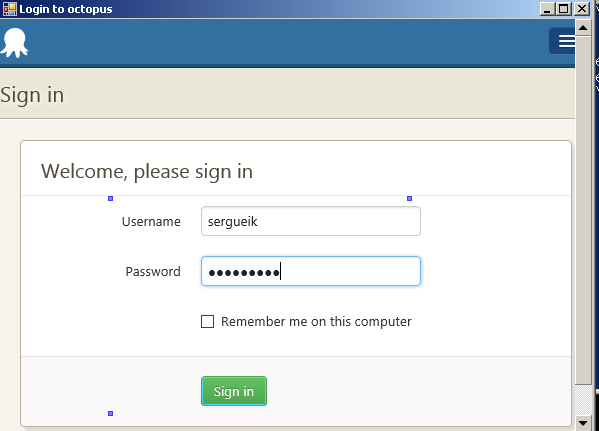 Login to octopus
Sign in
Welcome, please sign in
Username
sergueik
Password
●●●●●●●●●
Remember me on this computer
Sign in